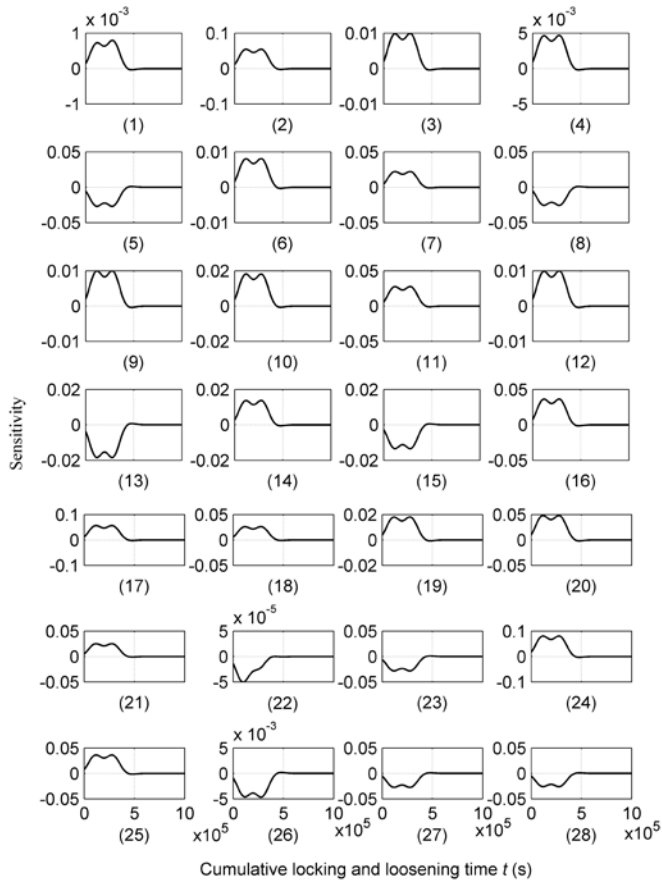 x 10^-3 x 10^-3
1 0.1 0.01 5
0 0 0 0
-1 -0.1 -0.01 -5
(1) (2) (3) (4)
0.05 0.01 0.05 0.05
0 0 0 0
-0.05 -0.01 -0.05 -0.05
(5) (6) (7) (8)
0.01 0.02 0.05 0.01
0 0 0 0
-0.01 -0.02 -0.05 -0.01
(9) (10) (11) (12)
Sensitivity
0.02 0.02 0.02 0.05
0 0 0 0
-0.02 -0.02 -0.02 -0.05
(13) (14) (15) (16)
0.1 0.05 0.02 0.05
0 0 0 0
-0.1 -0.05 -0.02 -0.05
(17) (18) (19) (20)
x 10^-5
0.05 5 0.05 0.1
0 0 0 0
-0.05 -5 -0.05 -0.1
(21) (22) (23) (24)
x 10^-3
0.05 5 0.05 0.05
0 0 0 0
-0.05 -5 -0.05 -0.05
0 5 10 0 5 10 0 5 10 0 5 10
(25) x10^5 (26) x10^5 (27) x10^5 (28) x10^5
Cumulative locking and loosening time t (s)